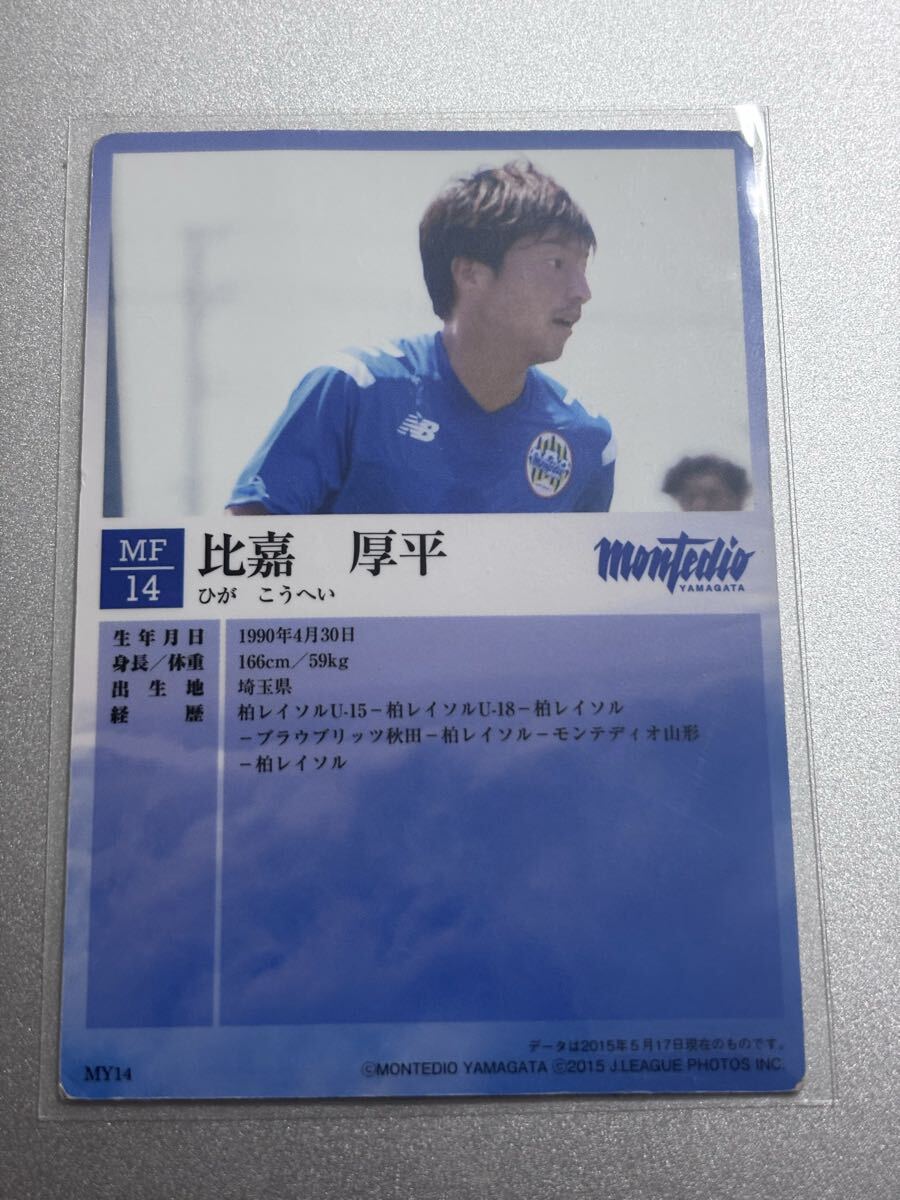 NB
MF
14
比嘉 厚平
ひが こうへい
montedio
YAMAGATA
生年月日 1990年4月30日
身長／体重 166cm／59kg
出生地 埼玉県
経歴 柏レイソルU-15－柏レイソルU-18－柏レイソル
－ブラウブリッツ秋田－柏レイソル－モンテディオ山形
－柏レイソル
データは2015年5月17日現在のものです。
MY14
©MONTEDIO YAMAGATA ©2015 J.LEAGUE PHOTOS INC.